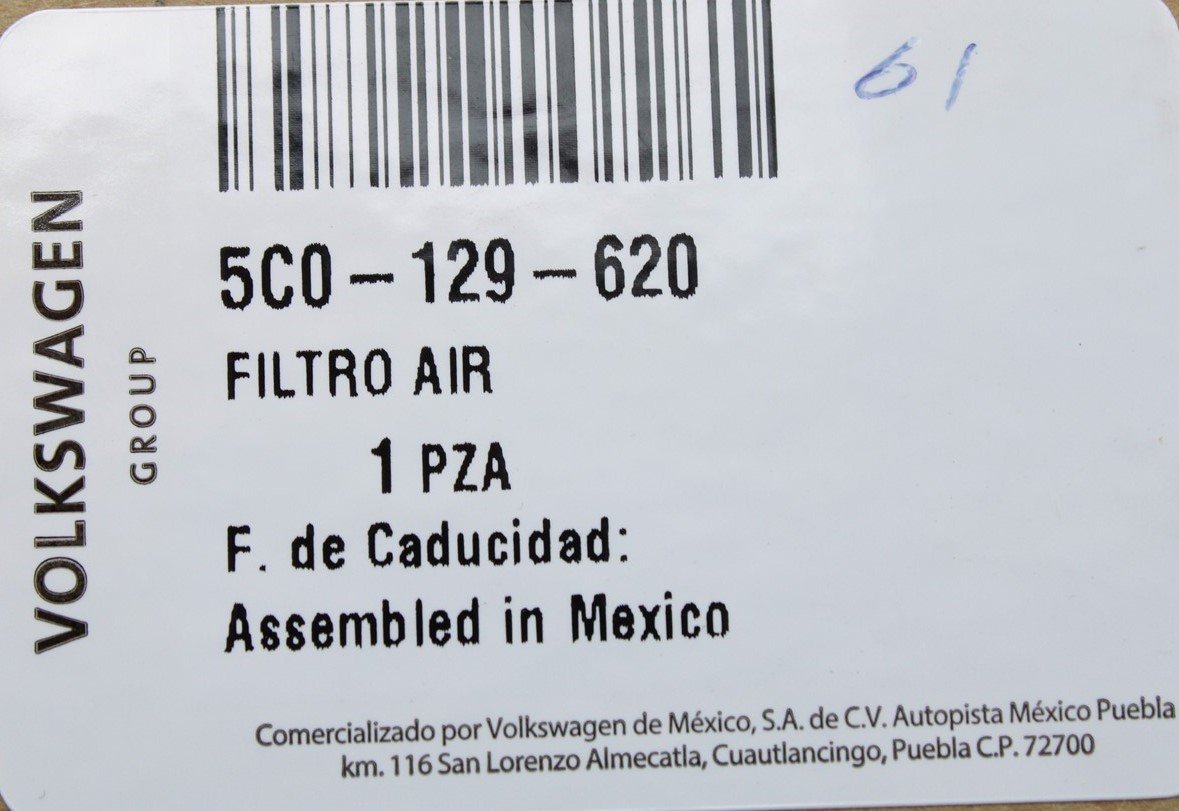 61
VOLKSWAGEN
GROUP
5C0-129-620
FILTRO AIR
1 PZA
F. de Caducidad:
Assembled in Mexico
Comercializado por Volkswagen de México, S.A. de C.V. Autopista México Puebla
km. 116 San Lorenzo Almecatla, Cuautlancingo, Puebla C.P. 72700